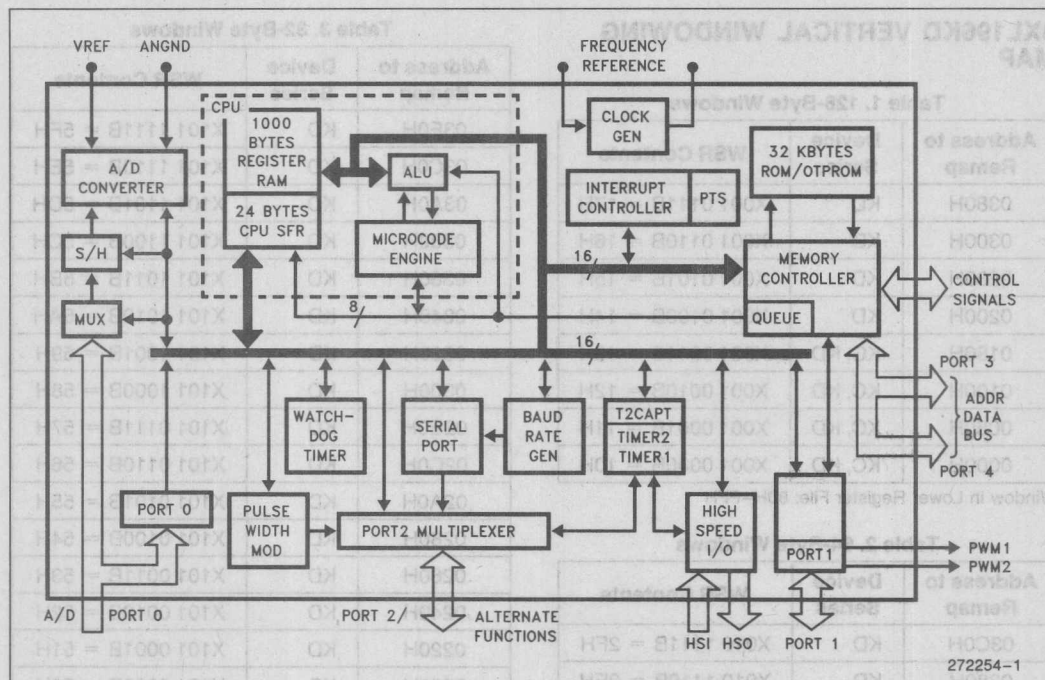 VREF
ANGND
FREQUENCY
REFERENCE
CPU
1000
BYTES
REGISTER
RAM
24 BYTES
CPU SFR
ALU
MICROCODE
ENGINE
A/D
CONVERTER
S/H
MUX
CLOCK
GEN
INTERRUPT
CONTROLLER
PTS
32 KBYTE
ROM/OTPROM
MEMORY
CONTROLLER
QUEUE
CONTROL
SIGNALS
16
8
16
PORT 3
ADDR
DATA
BUS
PORT 4
WATCH-
DOG
TIMER
SERIAL
PORT
BAUD
RATE
GEN
T2CAPT
TIMER2
TIMER1
PORT 0
PULSE
WIDTH
MOD
PORT2 MULTIPLEXER
HIGH
SPEED
I/O
PORT1
PWM1
PWM2
A/D
PORT 0
PORT 2/
ALTERNATE
FUNCTIONS
HSI
HSO
PORT 1
272254-1